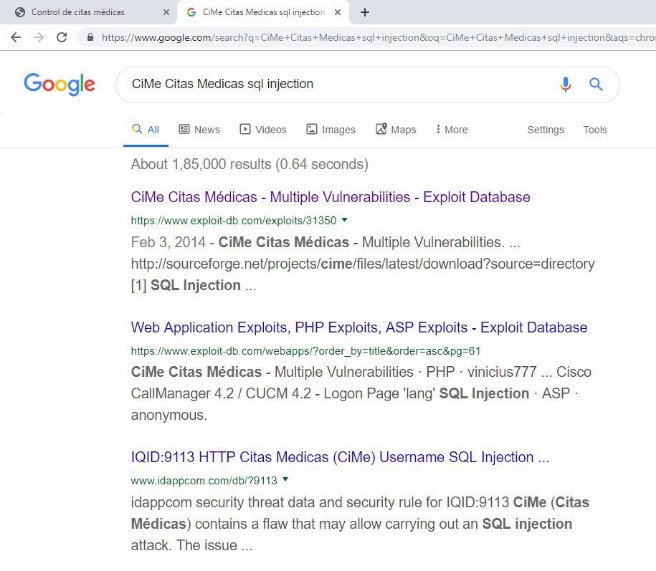 Control de citas médicas
CiMe Citas Medicas sql injection
https://www.google.com/search?q=CiMe+Citas+Medicas+sql+injection&oq=CiMe+Citas+Medicas+sql+injection&aqs=chro
Google
CiMe Citas Medicas sql injection
All News Videos Images Maps More Settings Tools
About 1,85,000 results (0.64 seconds)
CiMe Citas Médicas - Multiple Vulnerabilities - Exploit Database
https://www.exploit-db.com/exploits/31350
Feb 3, 2014 - CiMe Citas Médicas - Multiple Vulnerabilities. ...
http://sourceforge.net/projects/cime/files/latest/download?source=directory
[1] SQL Injection ...
Web Application Exploits, PHP Exploits, ASP Exploits - Exploit Database
https://www.exploit-db.com/webapps/?order_by=title&order=asc&pg=61
CiMe Citas Médicas - Multiple Vulnerabilities · PHP · vinicius777 ... Cisco
CallManager 4.2 / CUCM 4.2 - Logon Page 'lang' SQL Injection · ASP ·
anonymous.
IQID:9113 HTTP Citas Medicas (CiMe) Username SQL Injection ...
www.idappcom.com/db/?9113
idappcom security threat data and security rule for IQID:9113 CiMe (Citas
Médicas) contains a flaw that may allow carrying out an SQL injection
attack. The issue ...